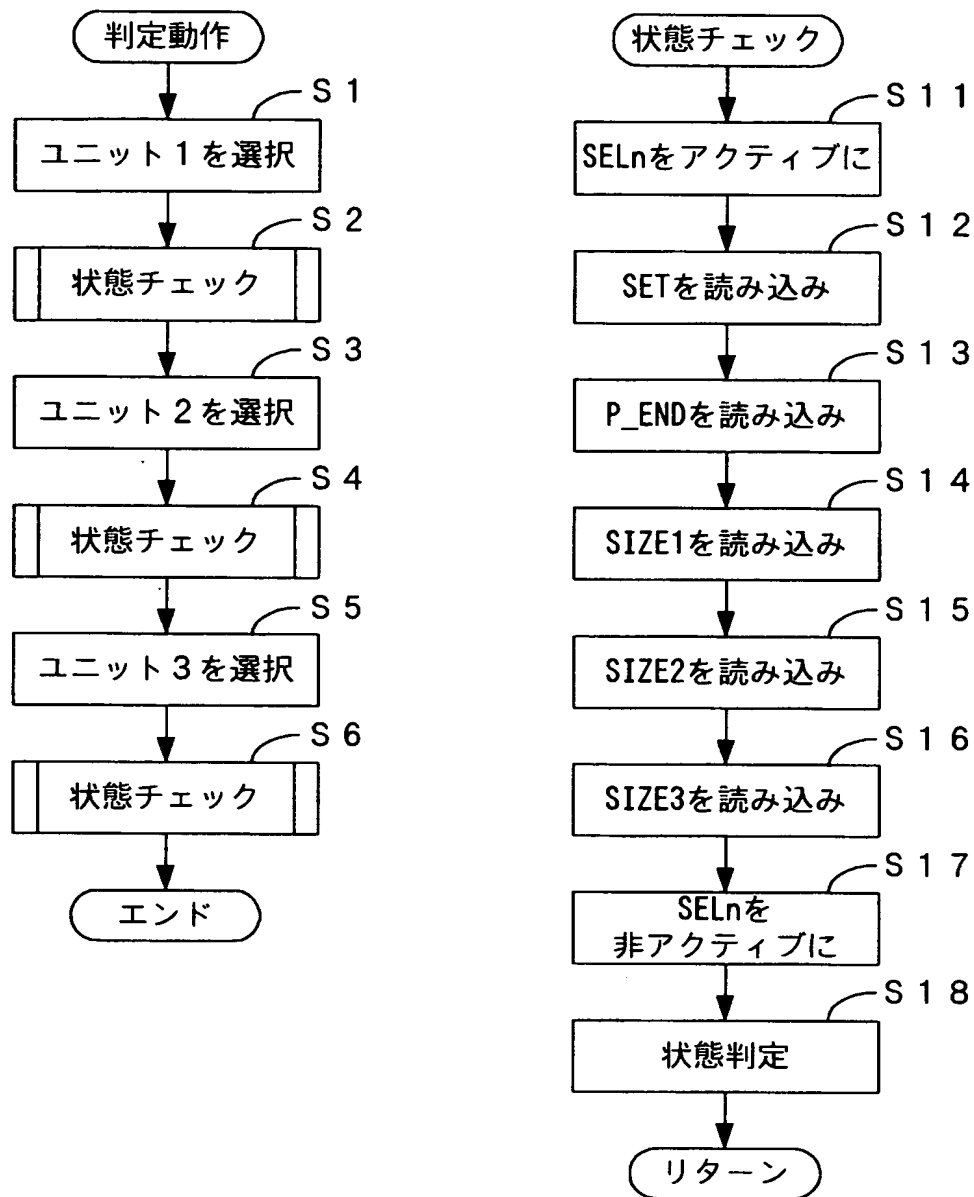 判定動作
S1
ユニット1を選択
S2
状態チェック
S3
ユニット2を選択
S4
状態チェック
S5
ユニット3を選択
S6
状態チェック
エンド
状態チェック
S11
SELnをアクティブに
S12
SETを読み込み
S13
P_ENDを読み込み
S14
SIZE1を読み込み
S15
SIZE2を読み込み
S16
SIZE3を読み込み
S17
SELnを
非アクティブに
S18
状態判定
リターン